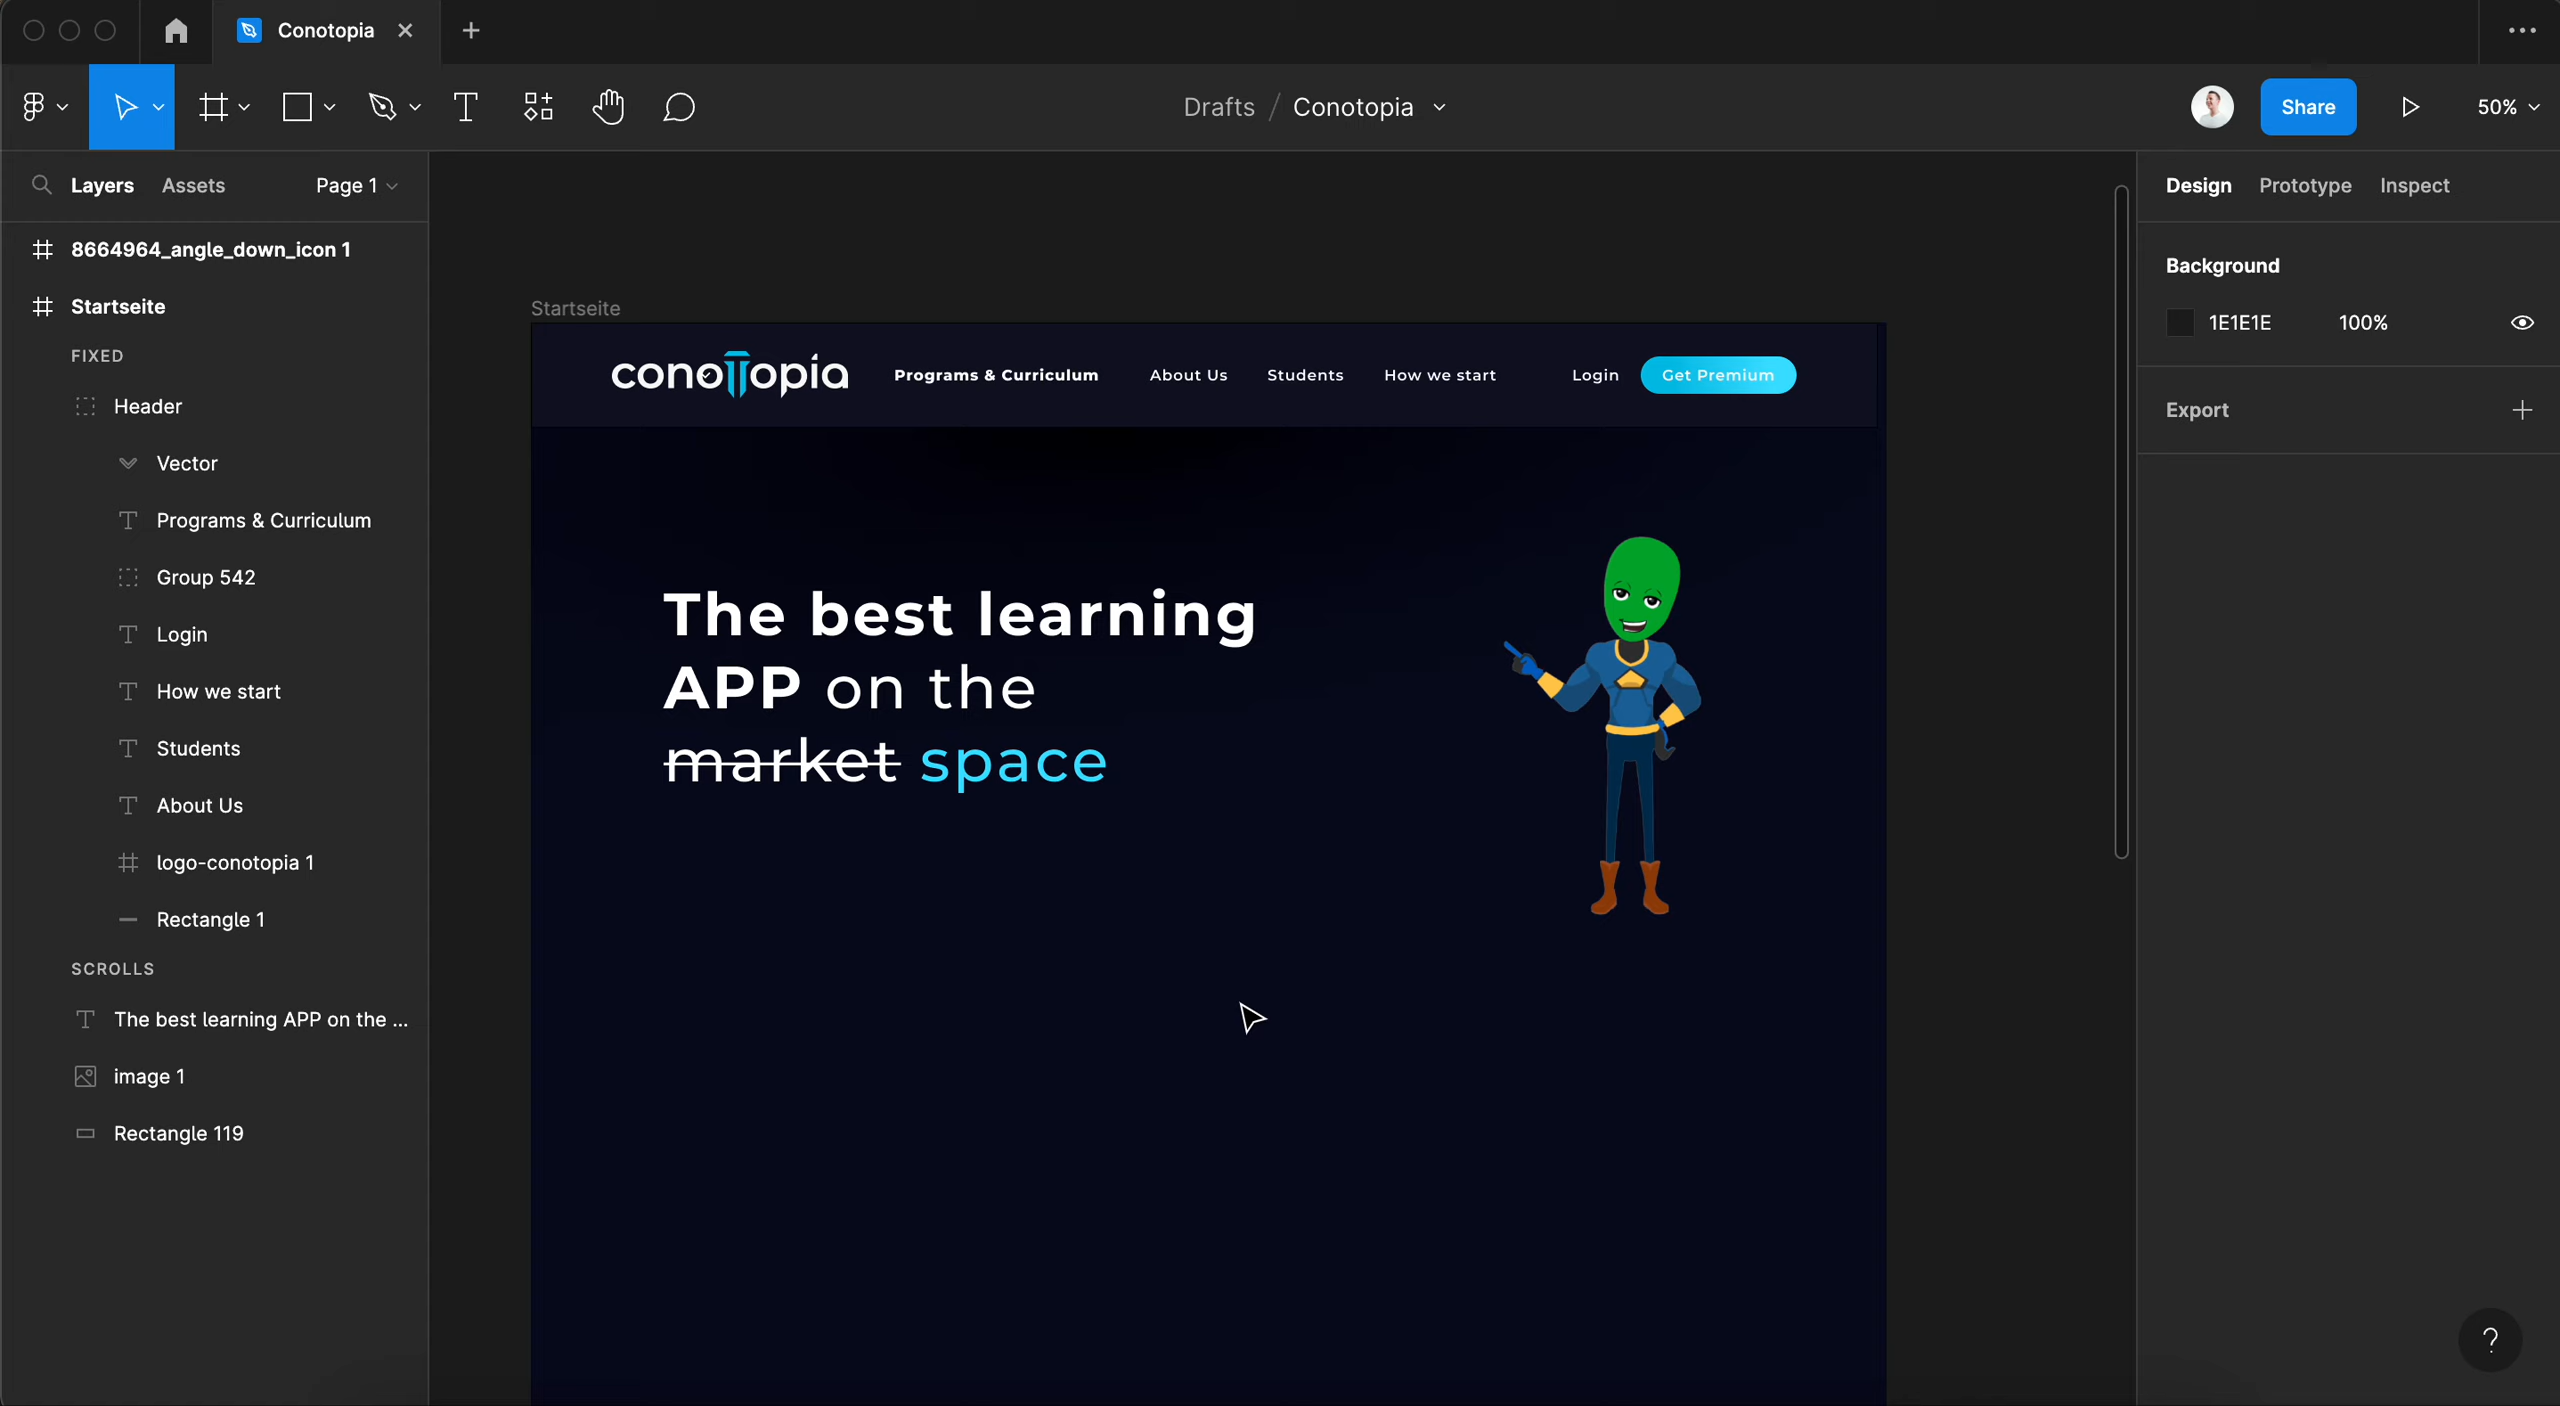 Conotopia
Drafts / Conotopia
Share
50%
Layers
Assets
Page 1
8664964_angle_down_icon 1
Startseite
FIXED
Header
Vector
Programs & Curriculum
Group 542
Login
How we start
Students
About Us
logo-conotopia 1
Rectangle 1
SCROLLS
The best learning APP on the ...
image 1
Rectangle 119
Startseite
conoTopia
Programs & Curriculum
About Us
Students
How we start
Login
Get Premium
The best learning
APP on the
market space
Design
Prototype
Inspect
Background
1E1E1E
100%
Export
?